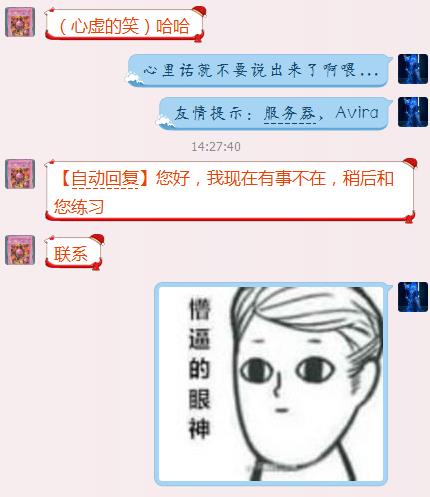 （心虚的笑）哈哈
心里话就不要说出来了啊喂...
友情提示：服务器，Avira
14:27:40
【自动回复】您好，我现在有事不在，稍后和
您练习
联系
懵逼的眼神